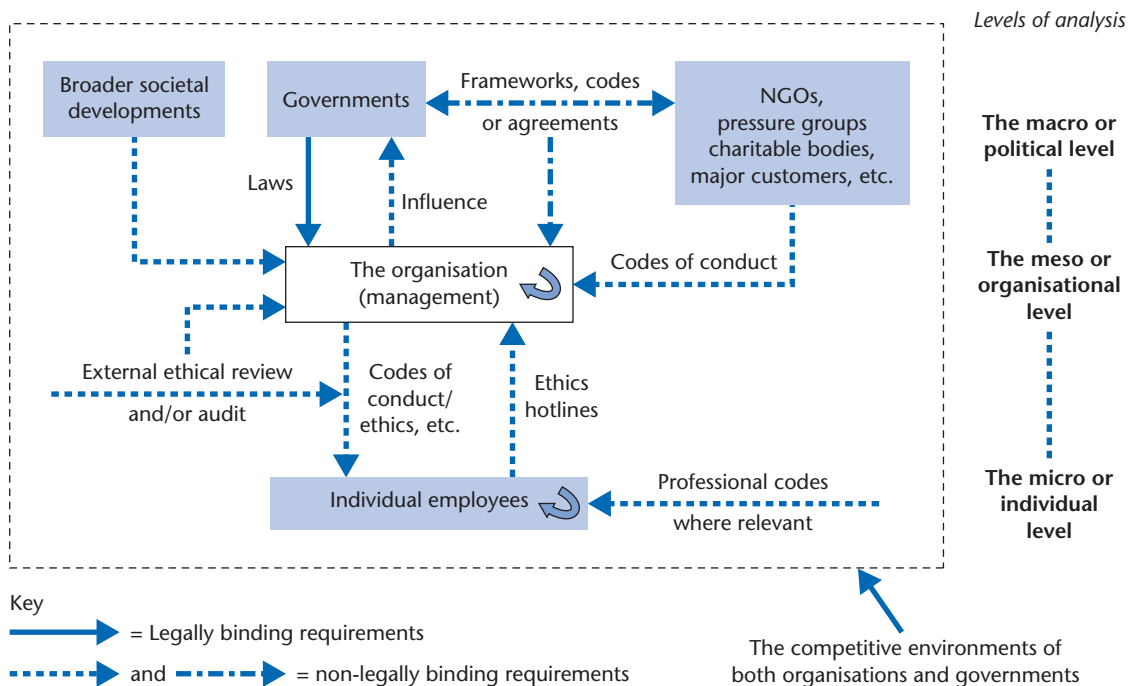 Levels of analysis
Broader societal
developments
Governments
Frameworks, codes
or agreements
NGOs,
pressure groups
charitable bodies,
major customers, etc.
The macro or
political level
Laws
Influence
The organisation
(management)
Codes of conduct
The meso or
organisational
level
External ethical review
and/or audit
Codes of
conduct/
ethics, etc.
Ethics
hotlines
Individual employees
Professional codes
where relevant
The micro or
individual
level
Key
= Legally binding requirements
and = non-legally binding requirements
The competitive environments of
both organisations and governments